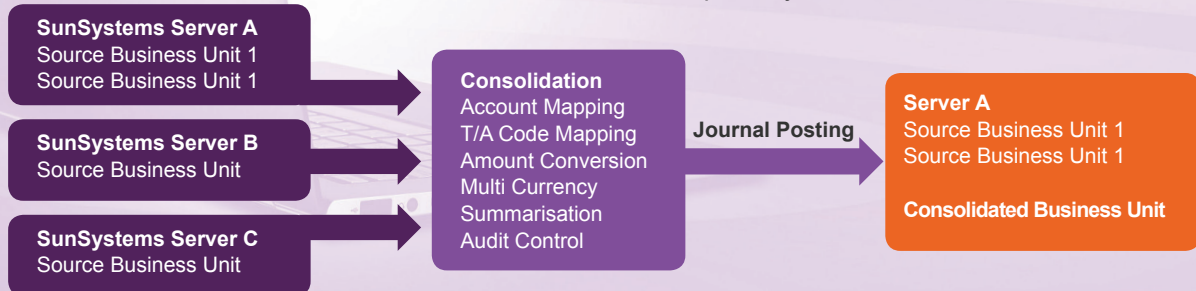 SunSystems Server A
Source Business Unit 1
Source Business Unit 1
SunSystems Server B
Source Business Unit
SunSystems Server C
Source Business Unit
Consolidation
Account Mapping
T/A Code Mapping
Amount Conversion
Multi Currency
Summarisation
Audit Control
Journal Posting
Server A
Source Business Unit 1
Source Business Unit 1
Consolidated Business Unit